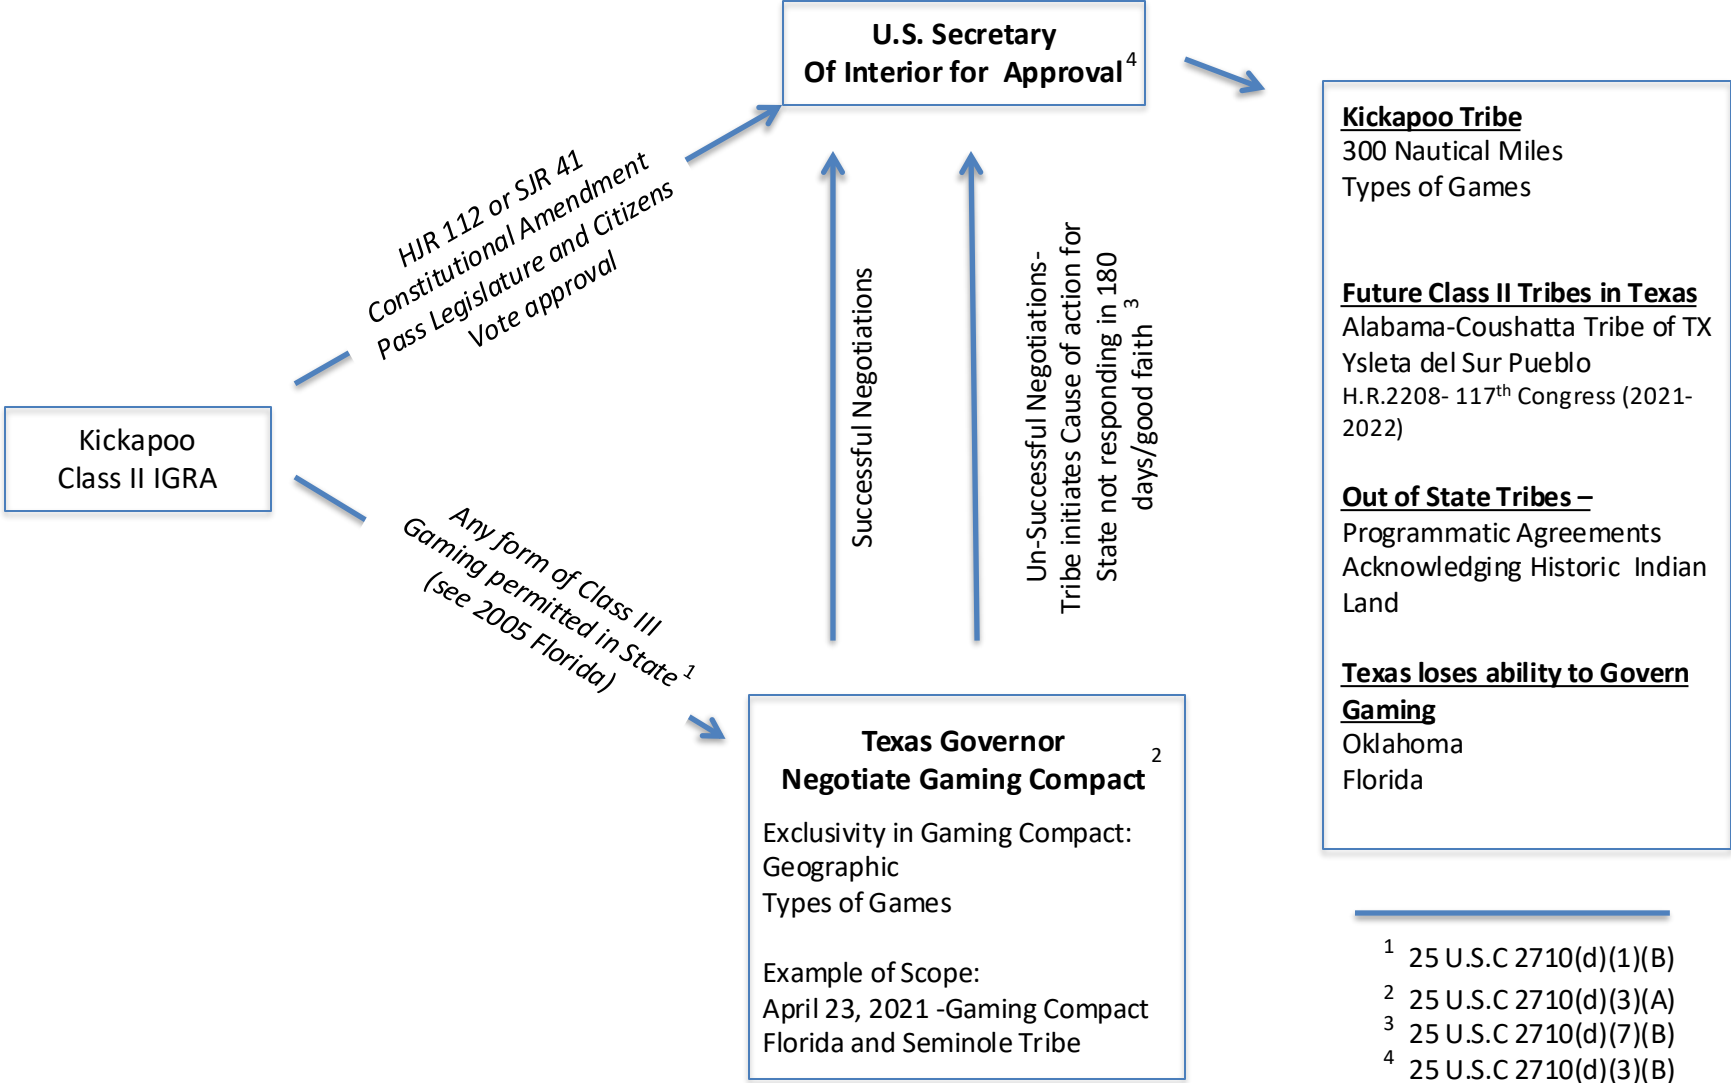 U.S. Secretary
Of Interior for Approval 4
HJR 112 or SJR 41
Constitutional Amendment
Pass Legislature and Citizens
Vote approval
Kickapoo
Class II IGRA
Any form of Class III
Gaming permitted in State 1
(see 2005 Florida)
Successful Negotiations
Un-Successful Negotiations-
Tribe initiates Cause of action for
State not responding in 180
days/good faith 3
Texas Governor
Negotiate Gaming Compact 2
Exclusivity in Gaming Compact:
Geographic
Types of Games
Example of Scope:
April 23, 2021 -Gaming Compact
Florida and Seminole Tribe
Kickapoo Tribe
300 Nautical Miles
Types of Games
Future Class II Tribes in Texas
Alabama-Coushatta Tribe of TX
Ysleta del Sur Pueblo
H.R.2208- 117th Congress (2021-
2022)
Out of State Tribes –
Programmatic Agreements
Acknowledging Historic Indian
Land
Texas loses ability to Govern
Gaming
Oklahoma
Florida
1 25 U.S.C 2710(d)(1)(B)
2 25 U.S.C 2710(d)(3)(A)
3 25 U.S.C 2710(d)(7)(B)
4 25 U.S.C 2710(d)(3)(B)